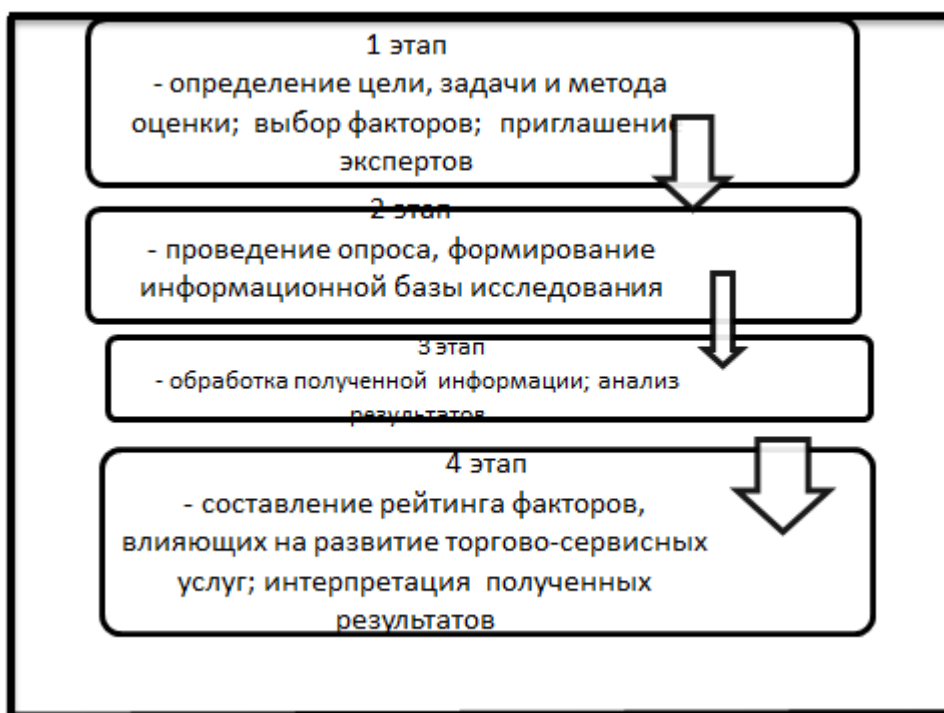 1 этап
- определение цели, задачи и метода
оценки; выбор факторов; приглашение
экспертов
2 этап
- проведение опроса, формирование
информационной базы исследования
3 этап
- обработка полученной информации; анализ
результатов
4 этап
- составление рейтинга факторов,
влияющих на развитие торгово-сервисных
услуг; интерпретация полученных
результатов